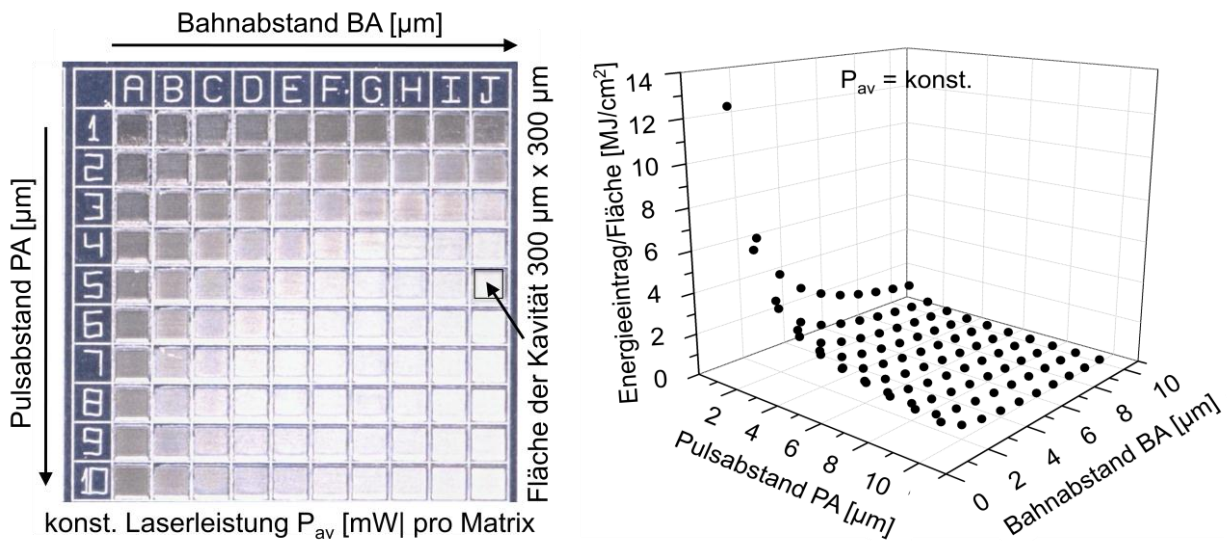 Bahnabstand BA [µm]
A B C D E F G H I J
1
2
3
4
5
6
7
8
9
10
Pulsabstand PA [µm]
Fläche der Kavität 300 µm x 300 µm
konst. Laserleistung Pav [mW| pro Matrix
Pav = konst.
Energieeintrag/Fläche [MJ/cm²]
14
12
10
8
6
4
2
0
2 4 6 8 10
Pulsabstand PA [µm]
0 2 4 6 8 10
Bahnabstand BA [µm]